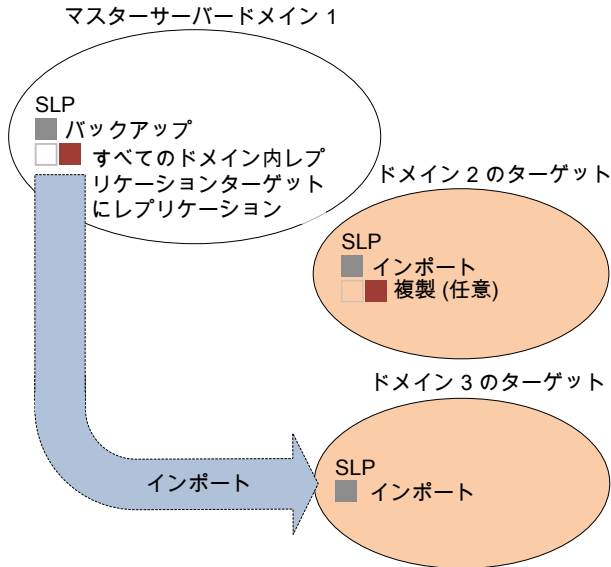 マスターサーバードメイン 1
SLP
バックアップ
すべてのドメイン内レプ
リケーションターゲット
にレプリケーション
ドメイン 2 のターゲット
SLP
インポート
複製 (任意)
ドメイン 3 のターゲット
SLP
インポート
インポート